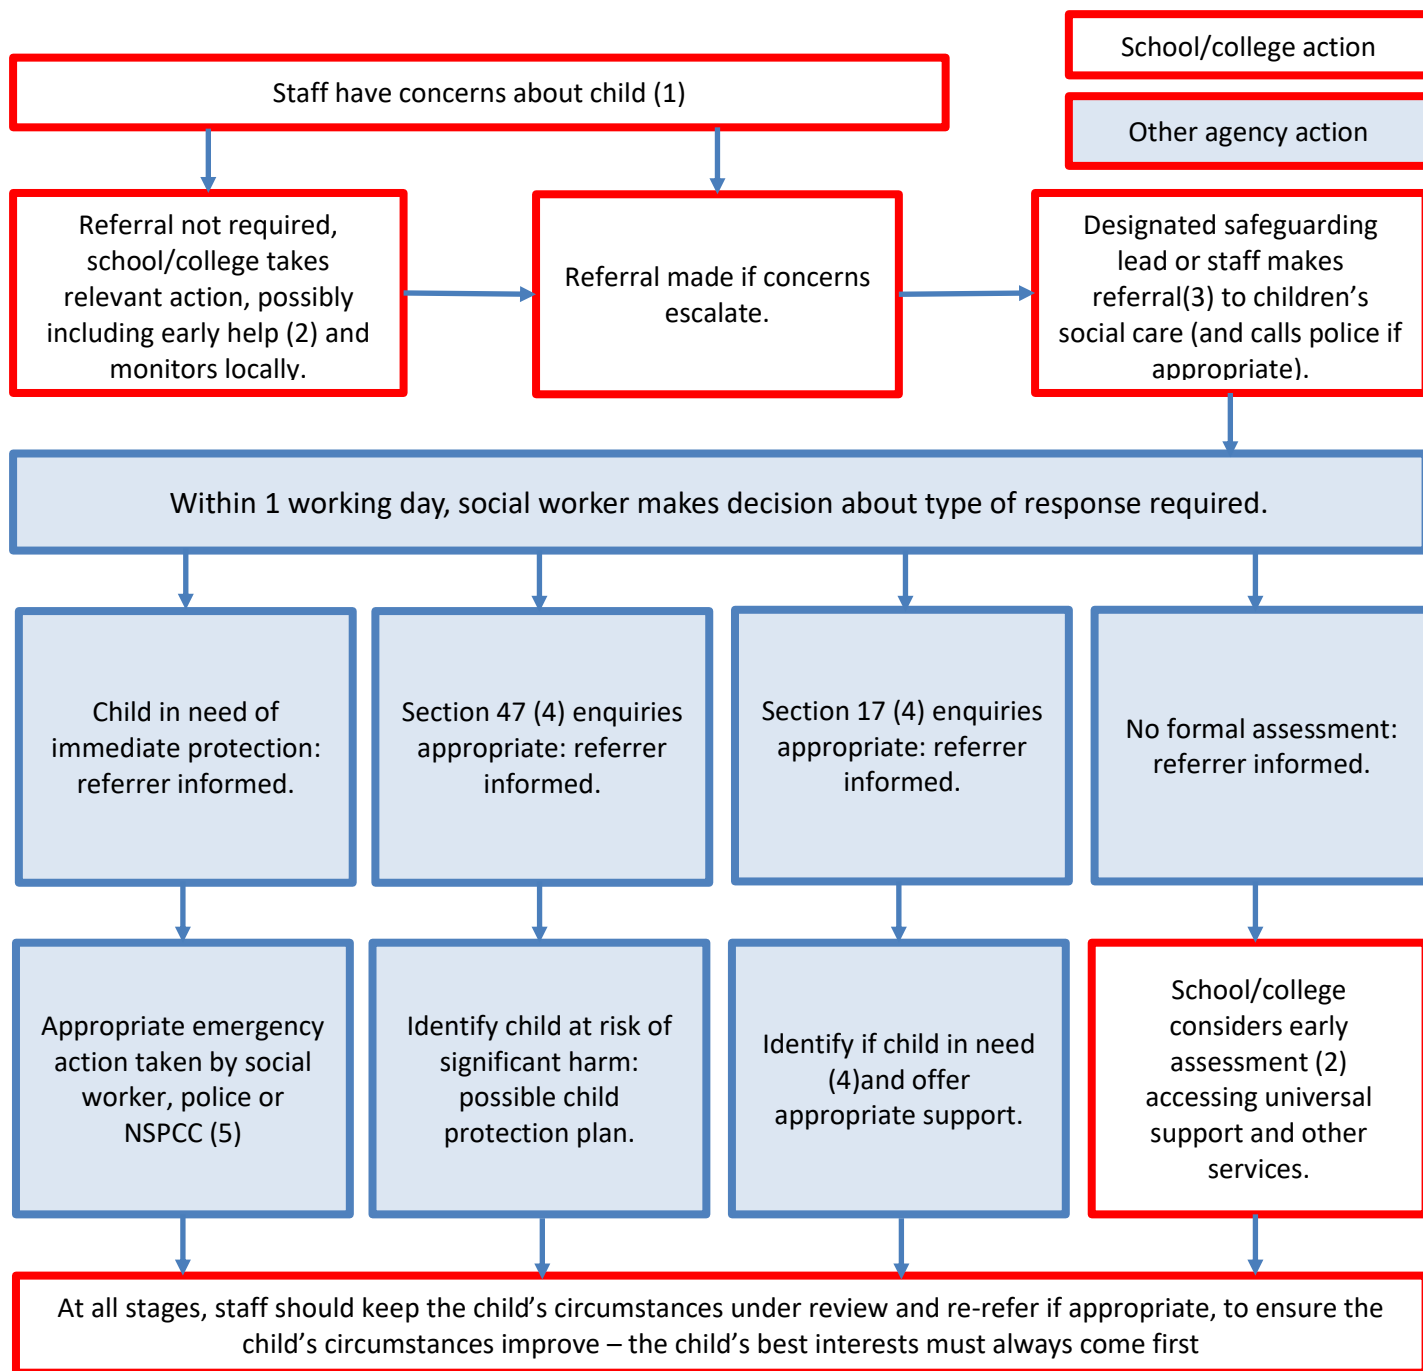 School/college action
Staff have concerns about child (1)
Other agency action
Referral not required,
school/college takes
relevant action, possibly
including early help (2) and
monitors locally.
Referral made if concerns
escalate.
Designated safeguarding
lead or staff makes
referral(3) to children’s
social care (and calls police if
appropriate).
Within 1 working day, social worker makes decision about type of response required.
Child in need of
immediate protection:
referrer informed.
Section 47 (4) enquiries
appropriate: referrer
informed.
Section 17 (4) enquiries
appropriate: referrer
informed.
No formal assessment:
referrer informed.
Appropriate emergency
action taken by social
worker, police or
NSPCC (5)
Identify child at risk of
significant harm:
possible child
protection plan.
Identify if child in need
(4)and offer
appropriate support.
School/college
considers early
assessment (2)
accessing universal
support and other
services.
At all stages, staff should keep the child’s circumstances under review and re-refer if appropriate, to ensure the
child’s circumstances improve – the child’s best interests must always come first